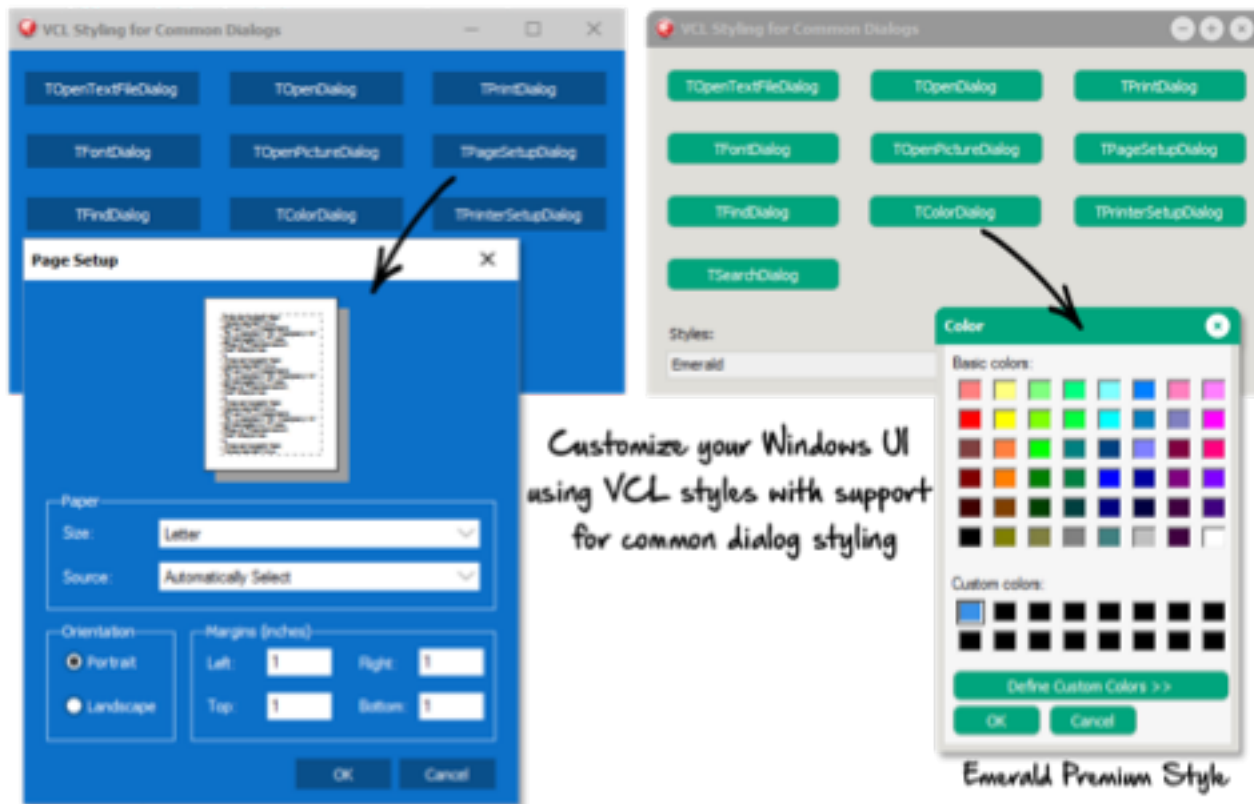 VCL Styling for Common Dialogs
TOpenTextFileDialog
TOpenDialog
TPrintDialog
TFontDialog
TOpenPictureDialog
TPageSetupDialog
TFindDialog
TColorDialog
TPrinterSetupDialog
Page Setup
Paper
Size:
Letter
Source:
Automatically Select
Orientation
Portrait
Landscape
Margins (inches)
Left:
1
Right:
1
Top:
1
Bottom:
1
OK
Cancel
VCL Styling for Common Dialogs
TOpenTextFileDialog
TOpenDialog
TPrintDialog
TFontDialog
TOpenPictureDialog
TPageSetupDialog
TFindDialog
TColorDialog
TPrinterSetupDialog
TSearchDialog
Styles:
Emerald
Color
Basic colors:
Custom colors:
Define Custom Colors >>
OK
Cancel
Customize your Windows UI
using VCL styles with support
for common dialog styling
Emerald Premium Style